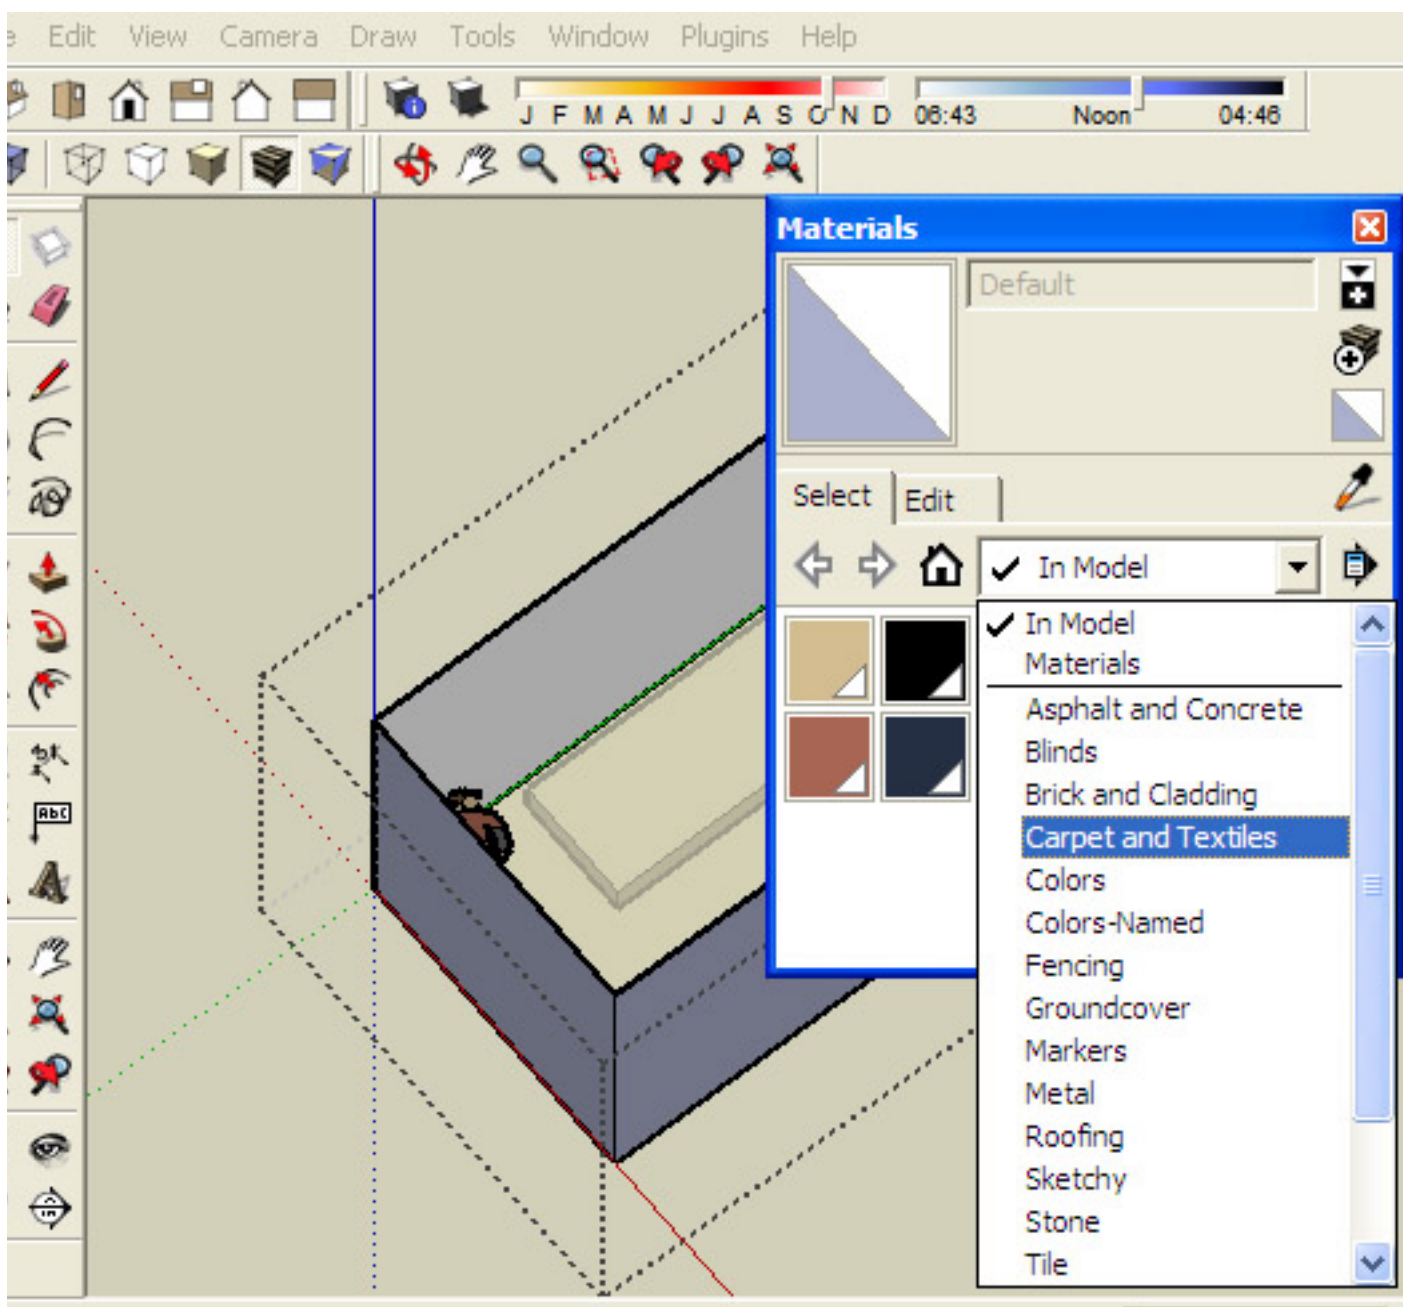 Edit View Camera Draw Tools Window Plugins Help
J F M A M J J A S O N D 06:43 Noon 04:46
Materials
Default
Select Edit
In Model
In Model
Materials
Asphalt and Concrete
Blinds
Brick and Cladding
Carpet and Textiles
Colors
Colors-Named
Fencing
Groundcover
Markers
Metal
Roofing
Sketchy
Stone
Tile
Abc